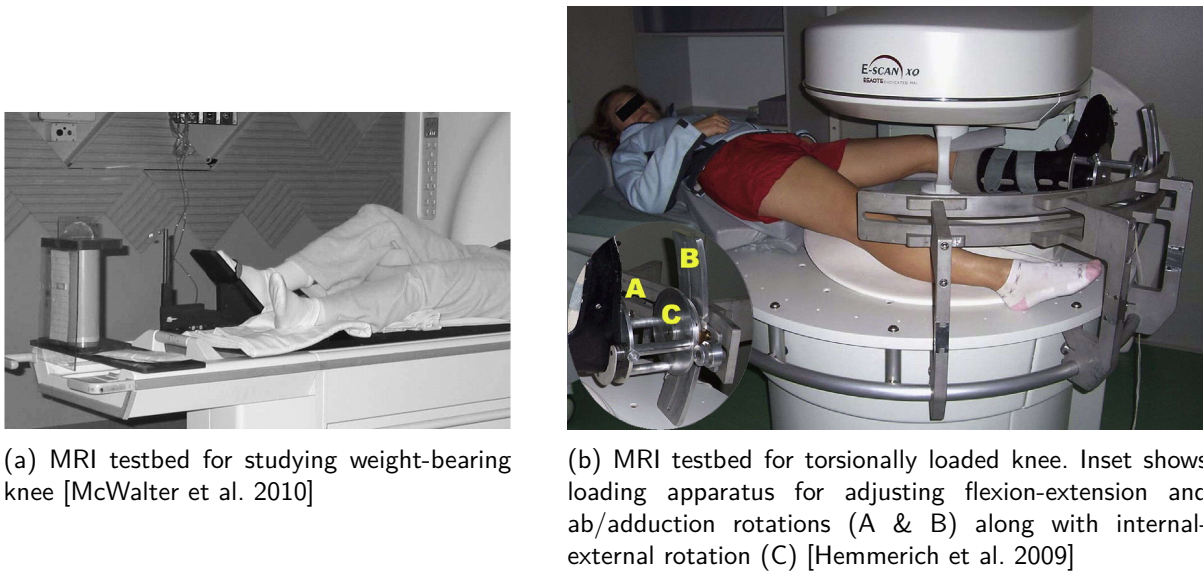 E-SCAN XO
ESAOTE
B
A
C
(a) MRI testbed for studying weight-bearing
knee [McWalter et al. 2010]
(b) MRI testbed for torsionally loaded knee. Inset shows
loading apparatus for adjusting flexion-extension and
ab/adduction rotations (A & B) along with internal-
external rotation (C) [Hemmerich et al. 2009]